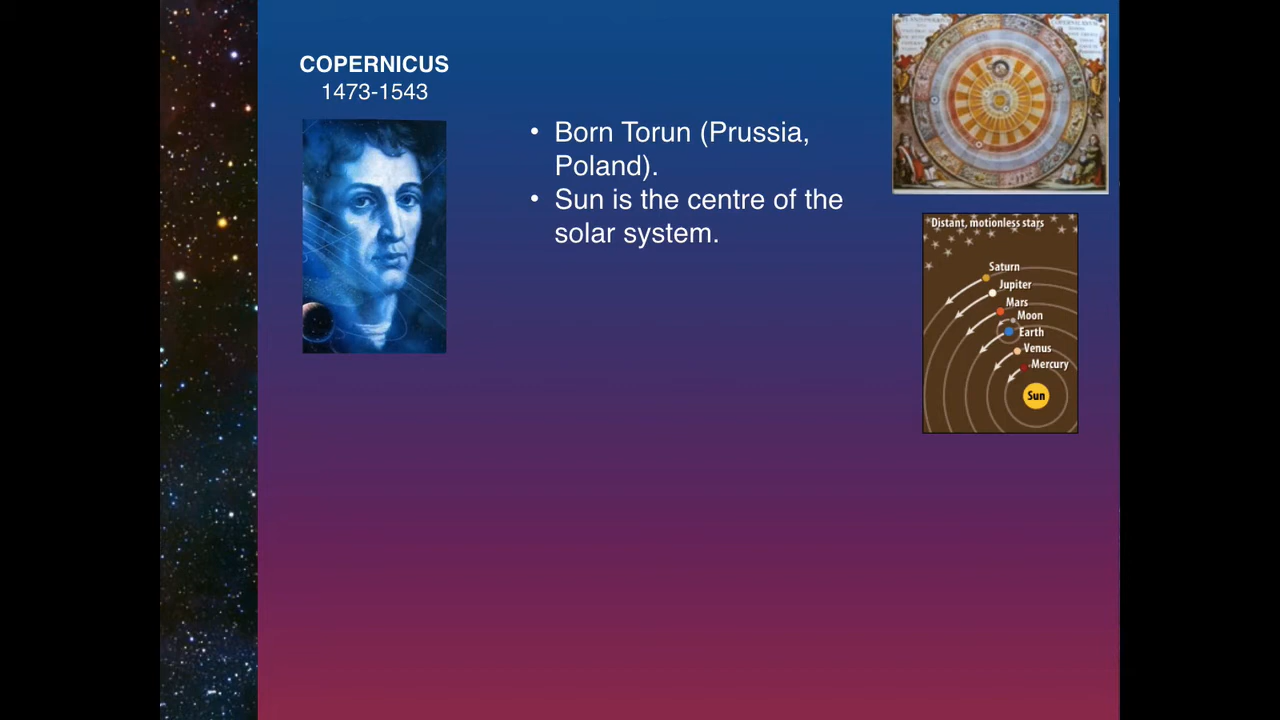 COPERNICUS
1473-1543
• Born Torun (Prussia,
Poland).
• Sun is the centre of the
solar system.
Distant, motionless stars
Saturn
Jupiter
Mars
Moon
Earth
Venus
Mercury
Sun